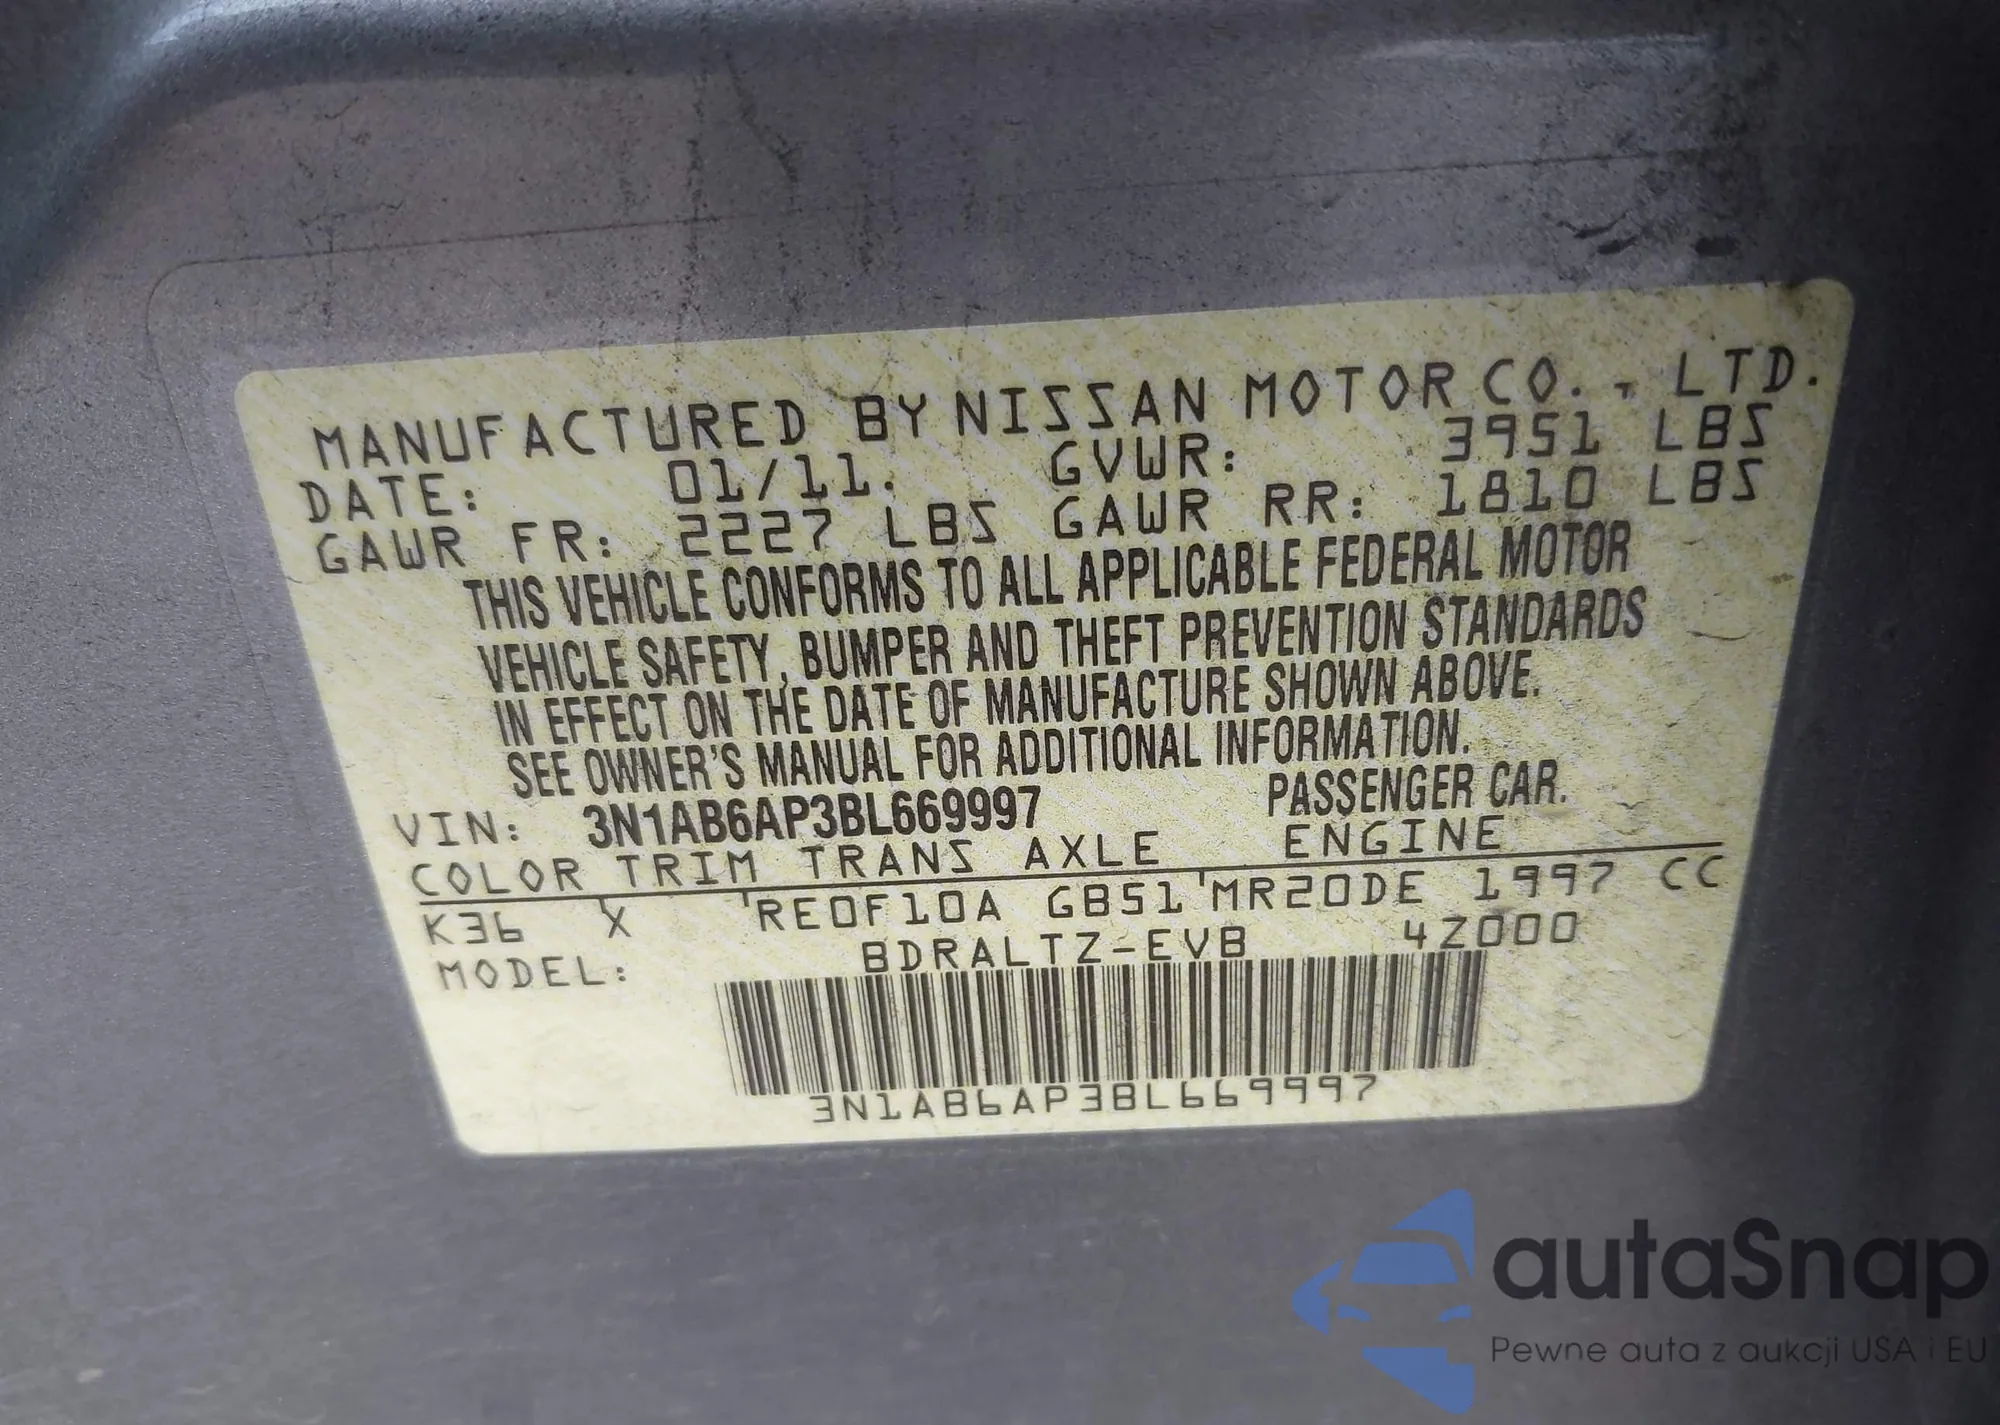 MANUFACTURED BY NISSAN MOTOR CO., LTD.
DATE: 01/11. GVWR: 3951 LBS
GAWR FR: 2227 LBS GAWR RR: 1810 LBS
THIS VEHICLE CONFORMS TO ALL APPLICABLE FEDERAL MOTOR
VEHICLE SAFETY, BUMPER AND THEFT PREVENTION STANDARDS
IN EFFECT ON THE DATE OF MANUFACTURE SHOWN ABOVE.
SEE OWNER'S MANUAL FOR ADDITIONAL INFORMATION.
VIN: 3N1AB6AP3BL669997 PASSENGER CAR.
COLOR TRIM TRANS AXLE ENGINE
K36 X 'RE0F10A GB51'MR20DE 1997 CC
MODEL: BDRALTZ-EVB 4Z000
3N1AB6AP3BL669997
autaSnap
Pewne auta z aukcji USA i EU